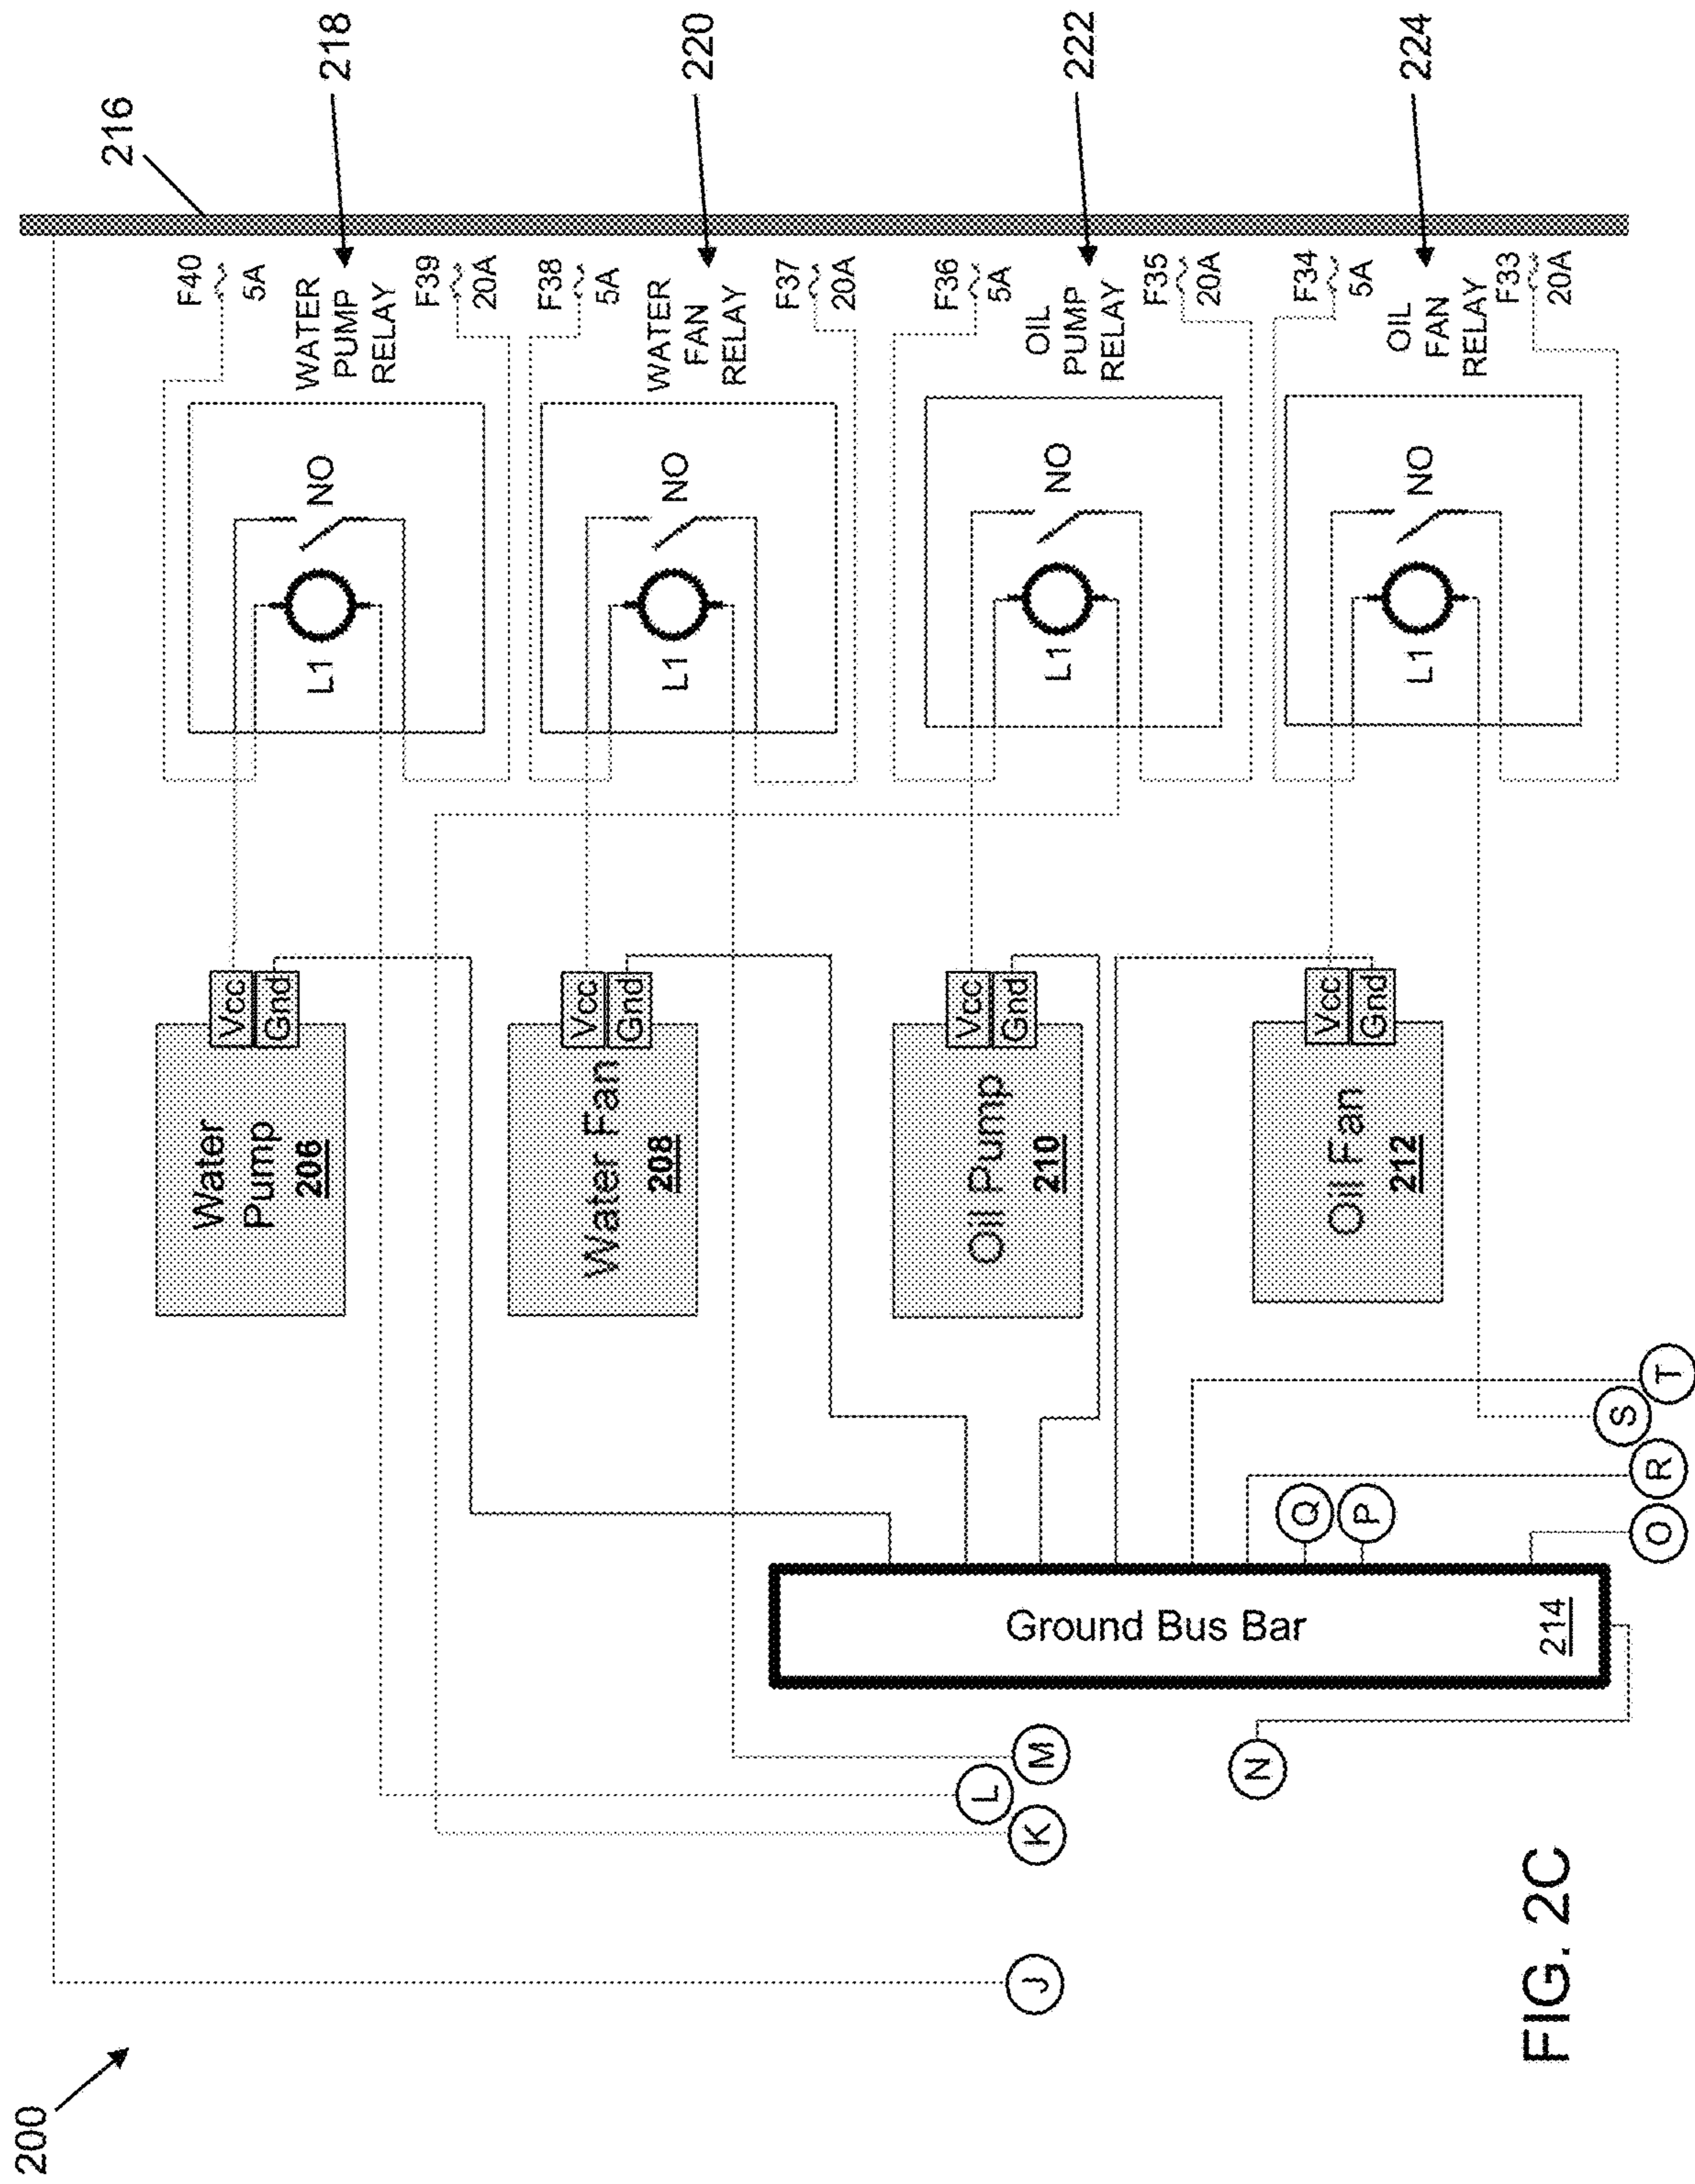 200
216
218
220
222
224
F40
5A
WATER
PUMP
RELAY
F39
20A
F38
5A
WATER
FAN
RELAY
F37
20A
F36
5A
OIL
PUMP
RELAY
F35
20A
F34
5A
OIL
FAN
RELAY
F33
20A
L1
NO
L1
NO
L1
NO
L1
NO
Vcc
Gnd
Water
Pump
206
Vcc
Gnd
Water Fan
208
Vcc
Gnd
Oil Pump
210
Vcc
Gnd
Oil Fan
212
Ground Bus Bar
214
J
K
L
M
N
O
P
Q
R
S
T
FIG. 2C